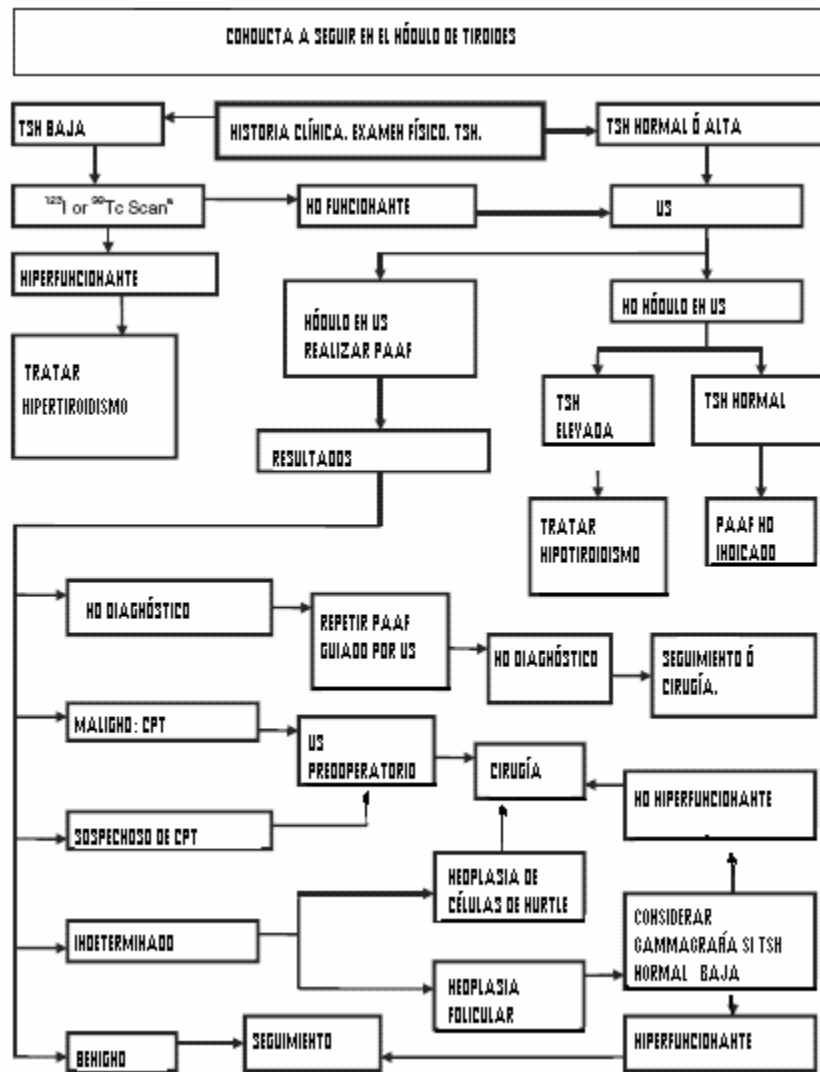 CONDUCTA A SEGUIR EN EL NÓDULO DE TIROIDES
TSH BAJA
HISTORIA CLÍNICA. EXAMEN FÍSICO. TSH.
TSH NORMAL Ó ALTA
¹²³I or ⁹⁹Tc Scanª
NO FUNCIONANTE
US
HIPERFUNCIONANTE
NÓDULO EN US
REALIZAR PAAF
NO NÓDULO EN US
TRATAR
HIPERTIROIDISMO
TSH
ELEVADA
TSH NORMAL
RESULTADOS
TRATAR
HIPOTIROIDISMO
PAAF NO
INDICADO
NO DIAGNÓSTICO
REPETIR PAAF
GUIADO POR US
NO DIAGNÓSTICO
SEGUIMIENTO Ó
CIRUGÍA.
MALIGNO: CPT
US
PREOPERATORIO
CIRUGÍA
NO HIPERFUNCIONANTE
SOSPECHOSO DE CPT
NEOPLASIA DE
CÉLULAS DE HURTLE
CONSIDERAR
GAMMAGRAFÍA SI TSH
NORMAL BAJA
INDETERMINADO
NEOPLASIA
FOLICULAR
BENIGNO
SEGUIMIENTO
HIPERFUNCIONANTE